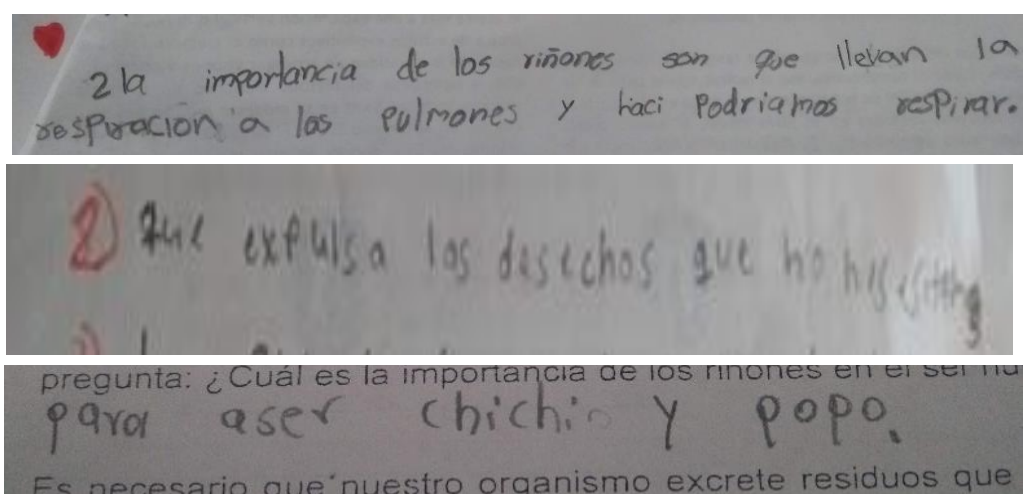 2 la importancia de los riñones son que llevan la
respiracion a los pulmones y haci podriamos respirar.
2) que expulsa los desechos que no
pregunta: ¿Cuál es la importancia de los riñones en el ser hu
para aser chichi y popo.
Es necesario que nuestro organismo excrete residuos que